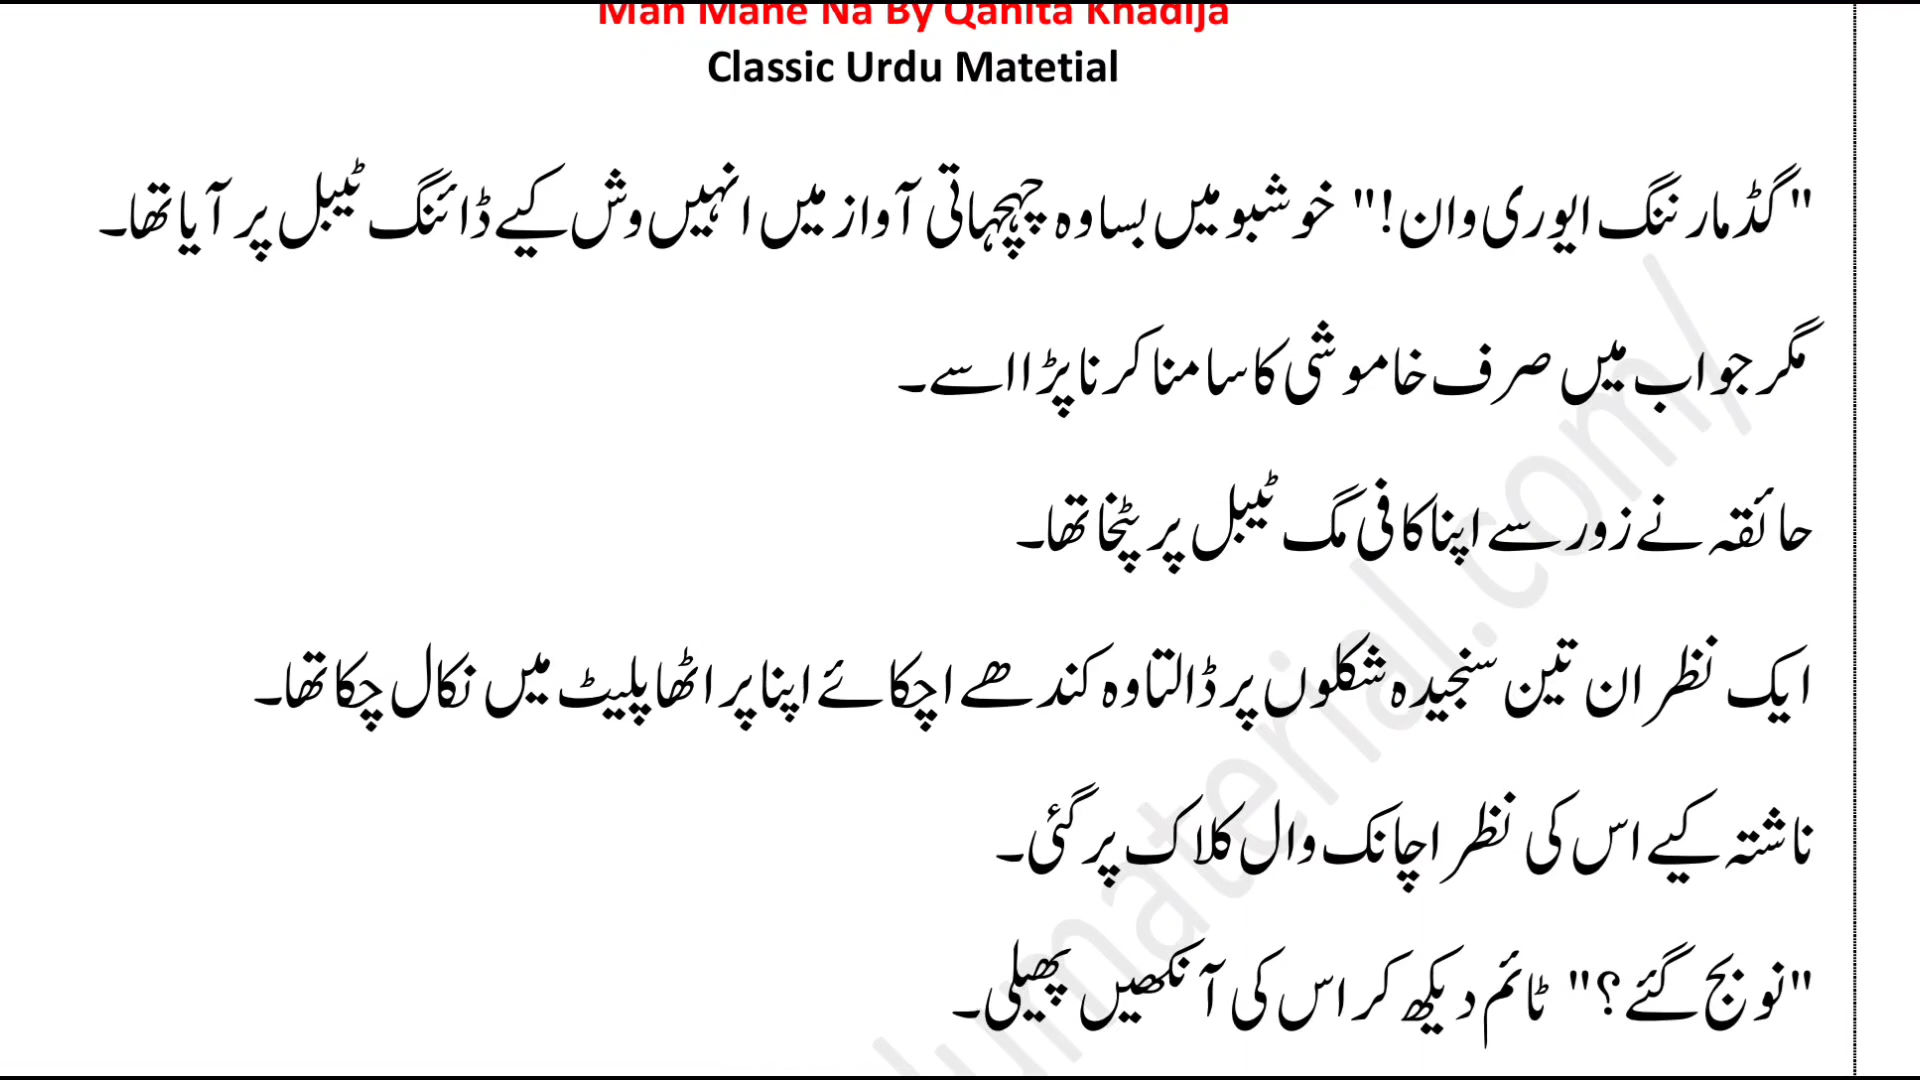 Man Mane Na By Qanita Khadija
Classic Urdu Matetial
"گڈ مارننگ ایوری وان!" خوشبو میں بسا وہ چہچہاتی آواز میں انہیں وش کیے ڈائنگ ٹیبل پر آیا تھا۔
مگر جواب میں صرف خاموشی کا سامنا کرنا پڑا اسے۔
حائقہ نے زور سے اپنا کافی مگ ٹیبل پر پٹخا تھا۔
ایک نظر ان تین سنجیدہ شکلوں پر ڈالتا وہ کندھے اچکائے اپنا پراٹھا پلیٹ میں نکال چکا تھا۔
ناشتہ کیے اس کی نظر اچانک وال کلاک پر گئی۔
"نو بج گئے؟" ٹائم دیکھ کر اس کی آنکھیں پھیلی۔
umaterial.com/